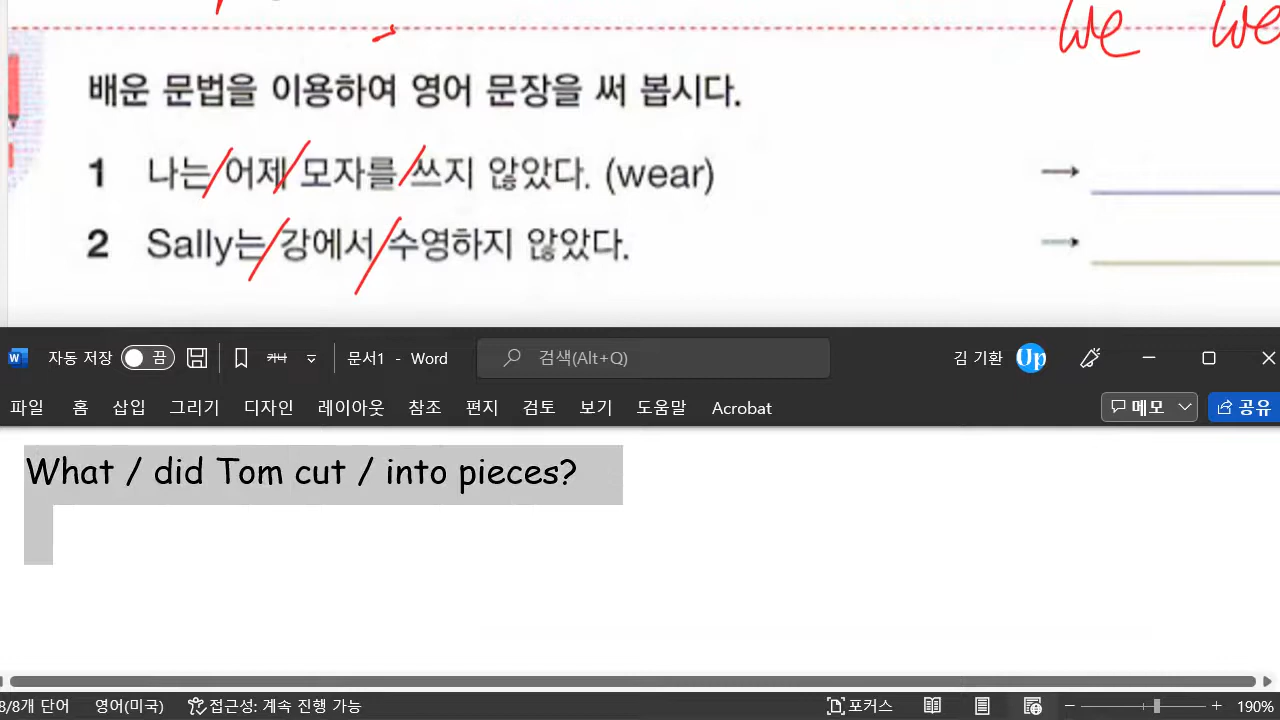 we we
배운 문법을 이용하여 영어 문장을 써 봅시다.
1 나는/어제/모자를/쓰지 않았다. (wear) →
2 Sally는/강에서/수영하지 않았다. →
자동 저장 끔 가나 문서1 - Word 검색(Alt+Q) 김 기환 Up
파일 홈 삽입 그리기 디자인 레이아웃 참조 편지 검토 보기 도움말 Acrobat 메모 공유
What / did Tom cut / into pieces?
8/8개 단어 영어(미국) 접근성: 계속 진행 가능 포커스 190%